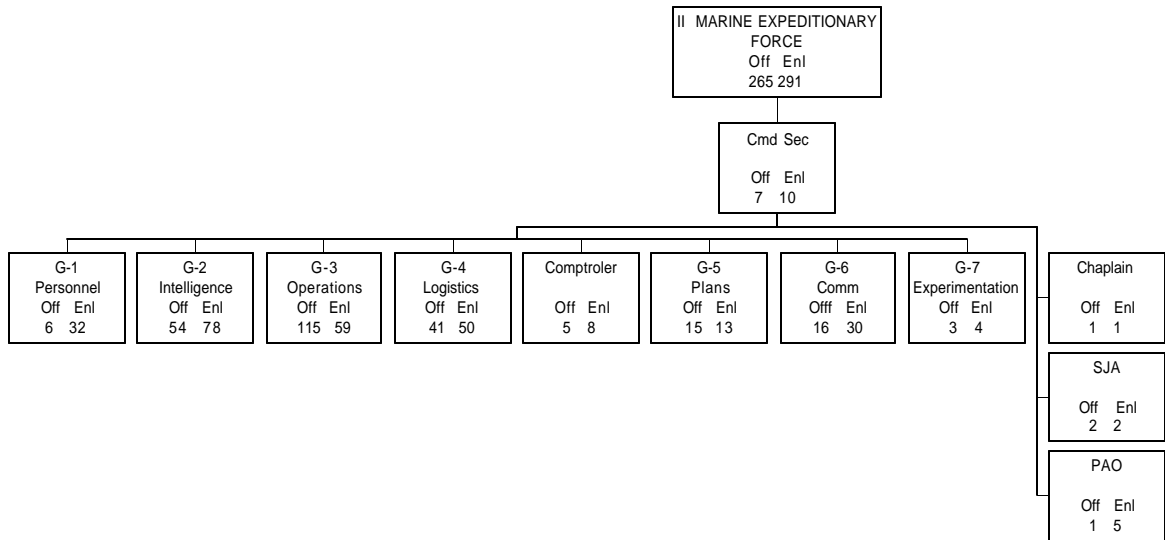 II MARINE EXPEDITIONARY
FORCE
Off Enl
265 291
Cmd Sec
Off Enl
7 10
G-1
Personnel
Off Enl
6 32
G-2
Intelligence
Off Enl
54 78
G-3
Operations
Off Enl
115 59
G-4
Logistics
Off Enl
41 50
Comptroler
Off Enl
5 8
G-5
Plans
Off Enl
15 13
G-6
Comm
Offf Enl
16 30
G-7
Experimentation
Off Enl
3 4
Chaplain
Off Enl
1 1
SJA
Off Enl
2 2
PAO
Off Enl
1 5